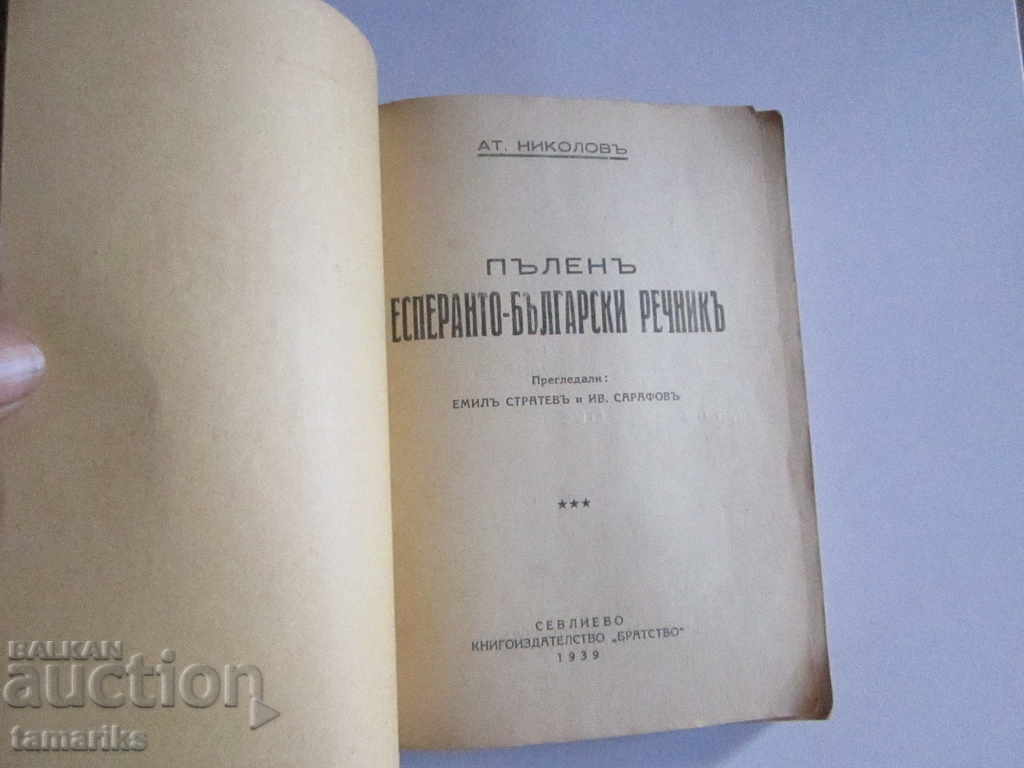 АТ. НИКОЛОВЪ
ПЪЛЕНЪ
ЕСПЕРАНТО-БЪЛГАРСКИ РЕЧНИКЪ
Прегледали:
ЕМИЛЪ СТРАТЕВЪ и ИВ. САРАФОВЪ
★★★
СЕВЛИЕВО
КНИГОИЗДАТЕЛСТВО „БРАТСТВО"
1939
BALKAN
auction
tamariks